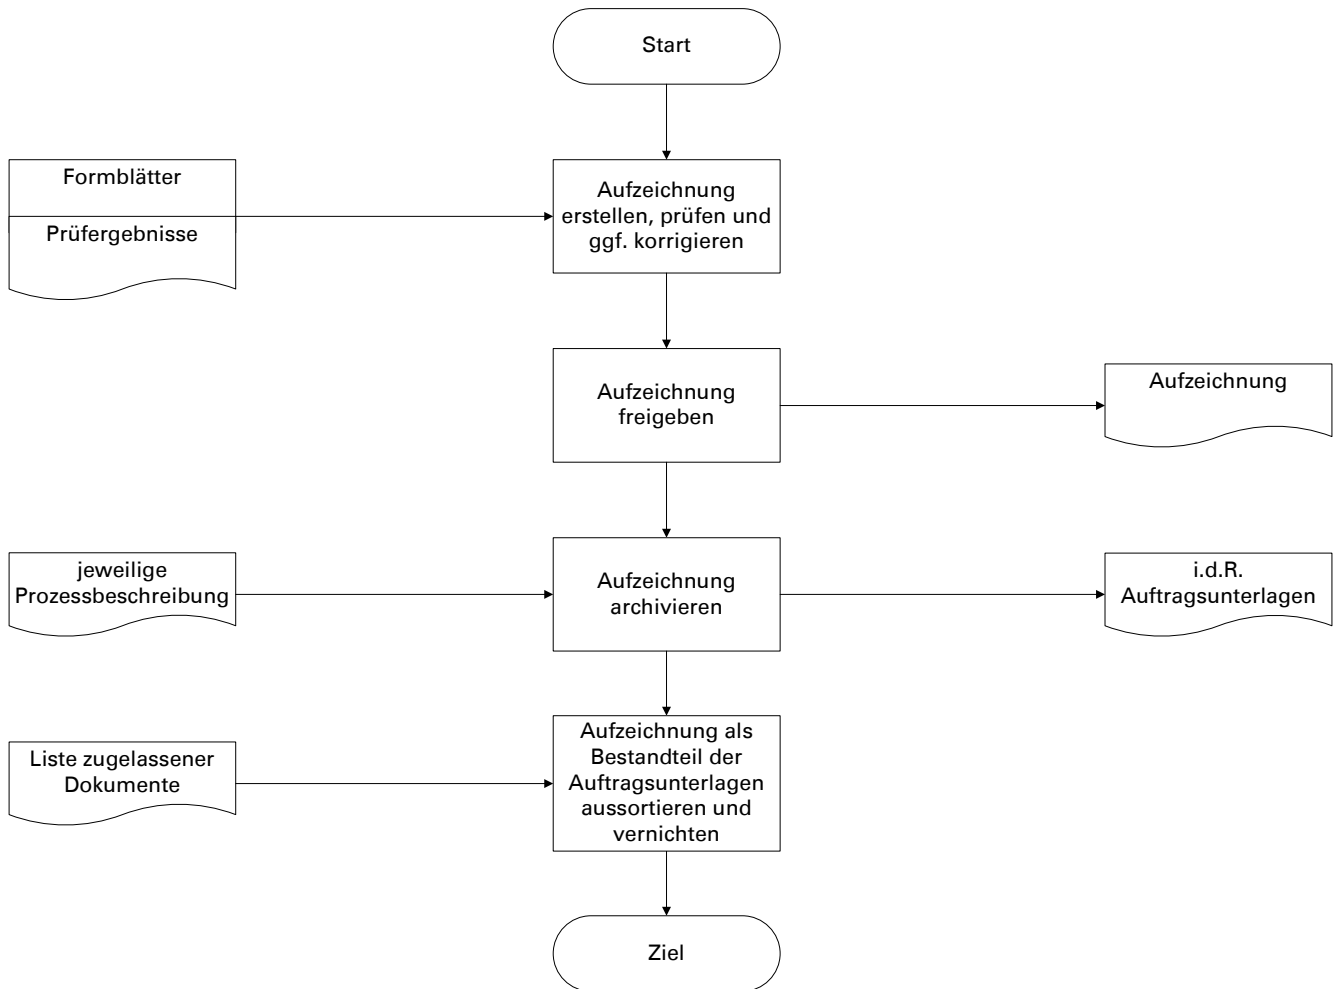 Start
Formblätter
Prüfergebnisse
Aufzeichnung
erstellen, prüfen und
ggf. korrigieren
Aufzeichnung
freigeben
Aufzeichnung
jeweilige
Prozessbeschreibung
Aufzeichnung
archivieren
i.d.R.
Auftragsunterlagen
Liste zugelassener
Dokumente
Aufzeichnung als
Bestandteil der
Auftragsunterlagen
aussortieren und
vernichten
Ziel